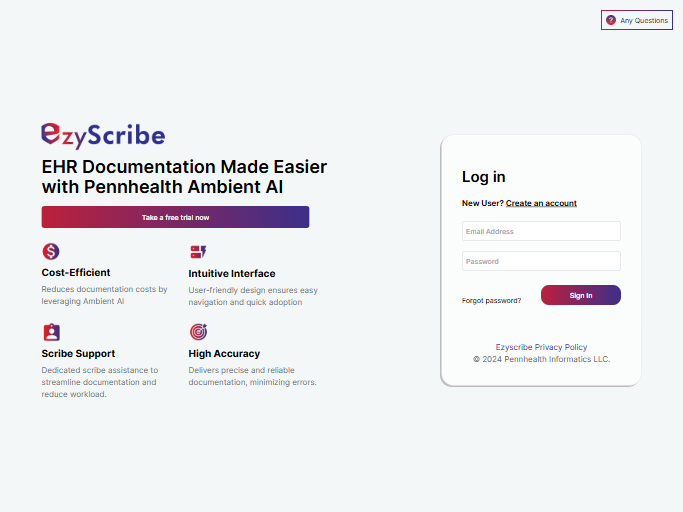 Any Questions
EzyScribe
EHR Documentation Made Easier
with Pennhealth Ambient AI
Take a free trial now
Cost-Efficient
Reduces documentation costs by
leveraging Ambient AI
Intuitive Interface
User-friendly design ensures easy
navigation and quick adoption
Scribe Support
Dedicated scribe assistance to
streamline documentation and
reduce workload.
High Accuracy
Delivers precise and reliable
documentation, minimizing errors.
Log in
New User? Create an account
Email Address
Password
Forgot password?
Sign In
Ezyscribe Privacy Policy
© 2024 Pennhealth Informatics LLC.